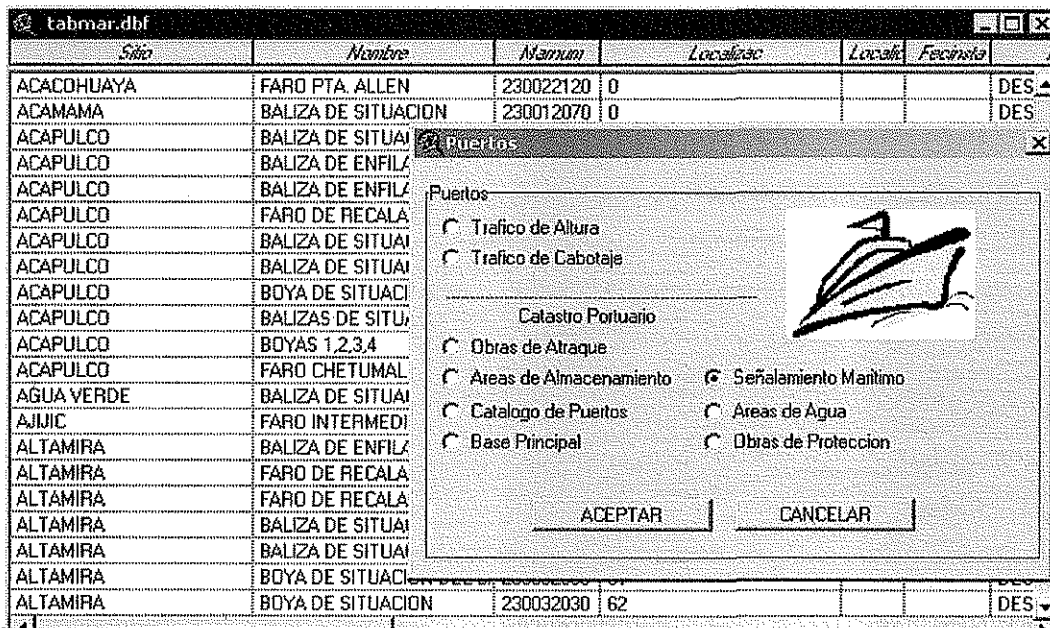 tabmar.dbf
Sitio Nombre Marnum Localizac Localic Fecinsta
ACACOHUAYA FARO PTA. ALLEN 230022120 0 DES
ACAMAMA BALIZA DE SITUACION 230012070 0 DES
ACAPULCO BALIZA DE SITUA
ACAPULCO BALIZA DE ENFILA
ACAPULCO BALIZA DE ENFILA
ACAPULCO FARO DE RECALA
ACAPULCO BALIZA DE SITUA
ACAPULCO BALIZA DE SITUA
ACAPULCO BOYA DE SITUACI
ACAPULCO BALIZAS DE SITU
ACAPULCO BOYAS 1,2,3,4
ACAPULCO FARO CHETUMAL
AGUA VERDE BALIZA DE SITUA
AJIJIC FARO INTERMEDI
ALTAMIRA BALIZA DE ENFILA
ALTAMIRA FARO DE RECALA
ALTAMIRA FARO DE RECALA
ALTAMIRA BALIZA DE SITUA
ALTAMIRA BALIZA DE SITUA
ALTAMIRA BOYA DE SITUACI
ALTAMIRA BOYA DE SITUACION 230032030 62 DES
Puertos
Puertos
Trafico de Altura
Trafico de Cabotaje
Catastro Portuario
Obras de Atraque
Areas de Almacenamiento Señalamiento Maritimo
Catalogo de Puertos Areas de Agua
Base Principal Obras de Proteccion
ACEPTAR CANCELAR